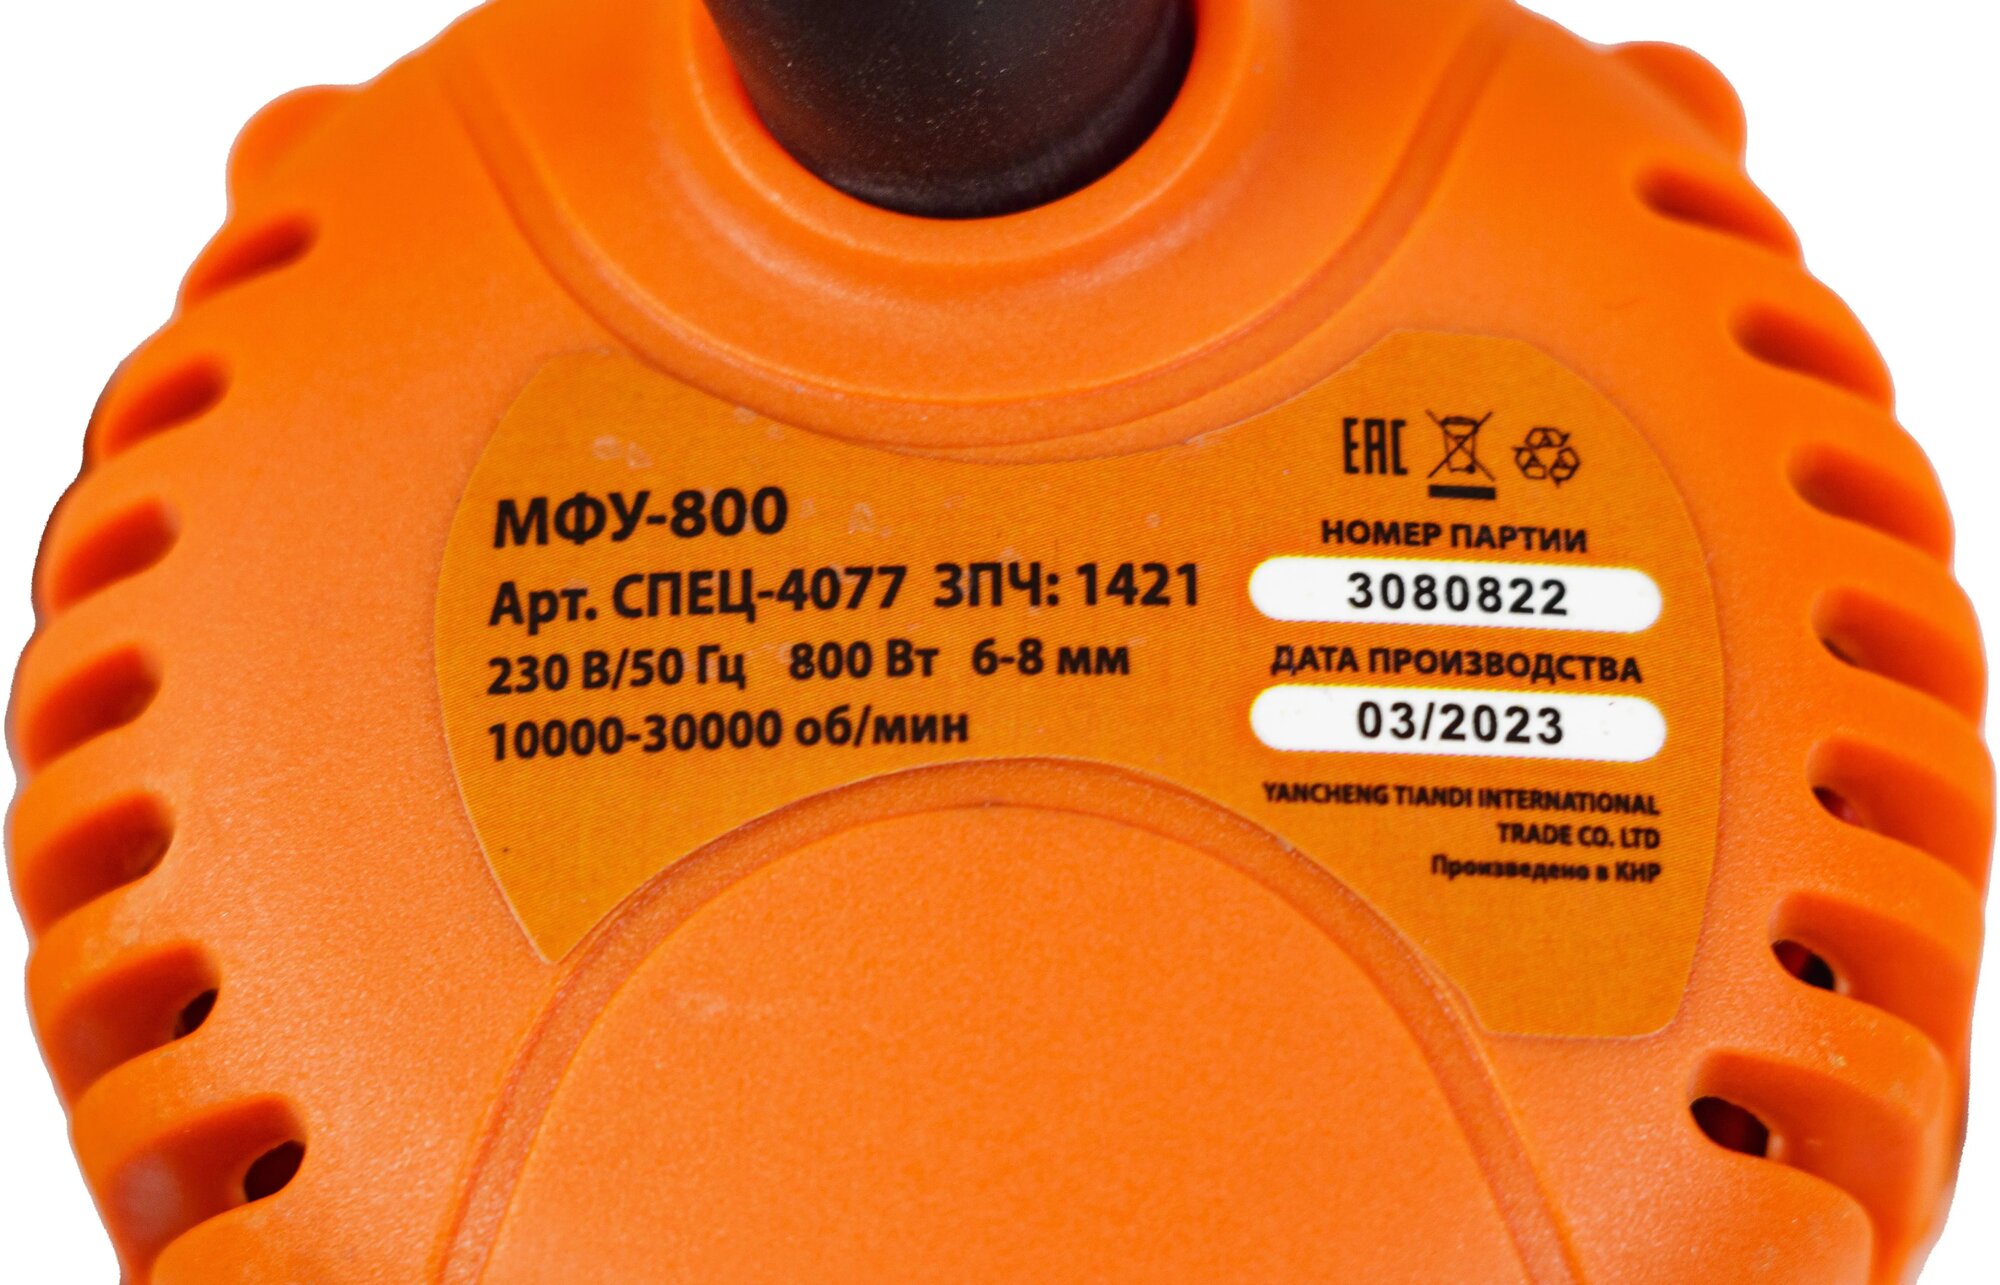 МФУ-800
Арт. СПЕЦ-4077 ЗПЧ: 1421
230 В/50 Гц 800 Вт 6-8 мм
10000-30000 об/мин
EAC
НОМЕР ПАРТИИ
3080822
ДАТА ПРОИЗВОДСТВА
03/2023
YANCHENG TIANDI INTERNATIONAL
TRADE CO. LTD
Произведено в КНР